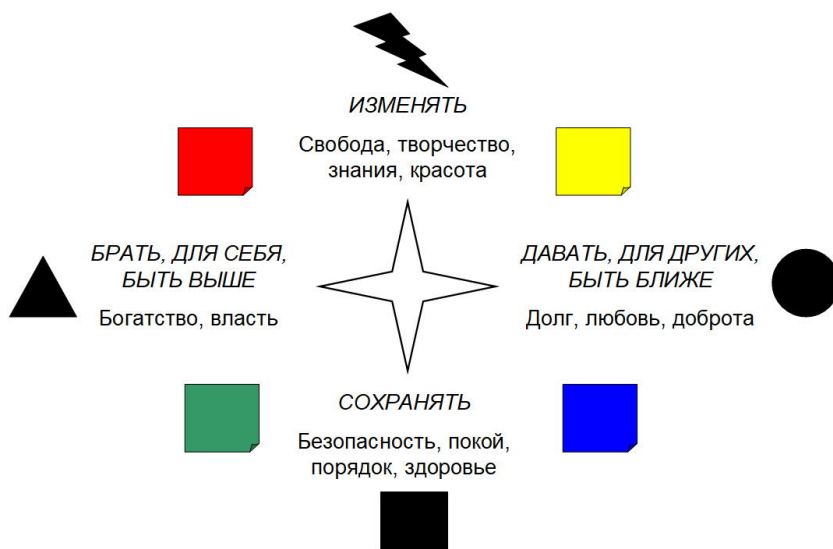 ИЗМЕНЯТЬ
Свобода, творчество,
знания, красота
БРАТЬ, ДЛЯ СЕБЯ,
БЫТЬ ВЫШЕ
Богатство, власть
ДАВАТЬ, ДЛЯ ДРУГИХ,
БЫТЬ БЛИЖЕ
Долг, любовь, доброта
СОХРАНЯТЬ
Безопасность, покой,
порядок, здоровье